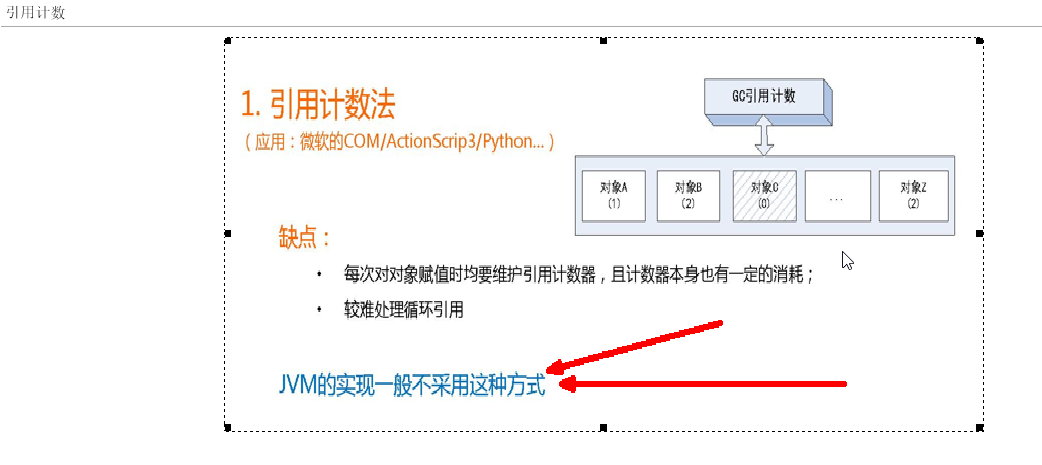 引用计数
1. 引用计数法
（应用：微软的COM/ActionScrip3/Python...）
GC引用计数
对象A
(1)
对象B
(2)
对象C
(0)
...
对象Z
(2)
缺点：
• 每次对对象赋值时均要维护引用计数器，且计数器本身也有一定的消耗；
• 较难处理循环引用
JVM的实现一般不采用这种方式